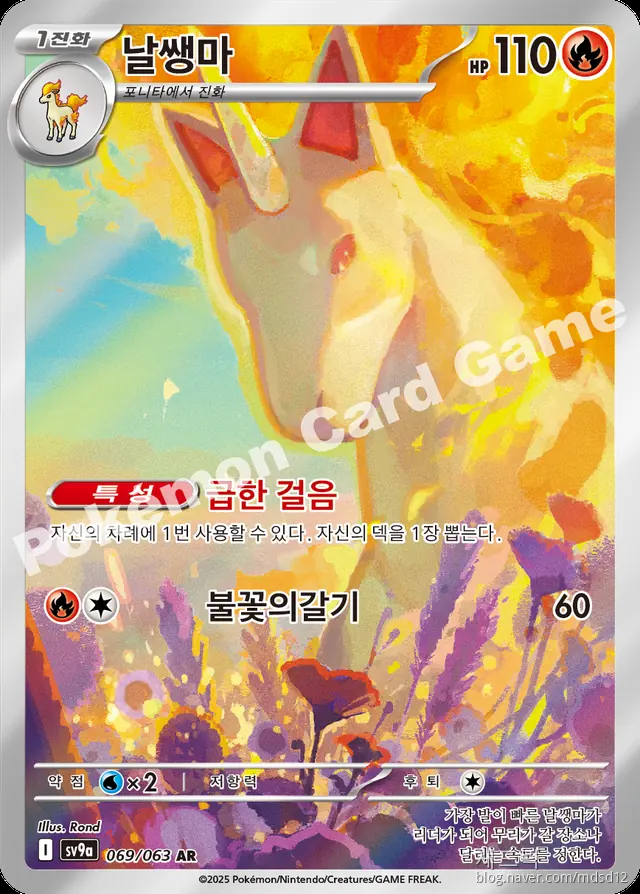 1진화
날쌩마
HP 110
포니타에서 진화
Pokémon Card Game
특성 급한 걸음
자신의 차례에 1번 사용할 수 있다. 자신의 덱을 1장 뽑는다.
불꽃의갈기 60
약점 ×2 저항력 후퇴
Illus. Rond
I sv9a 069/063 AR
가장 발이 빠른 날쌩마가
리더가 되어 무리가 갈 장소나
달리는 속도를 정한다.
©2025 Pokémon/Nintendo/Creatures/GAME FREAK.
blog.naver.com/mdsd12